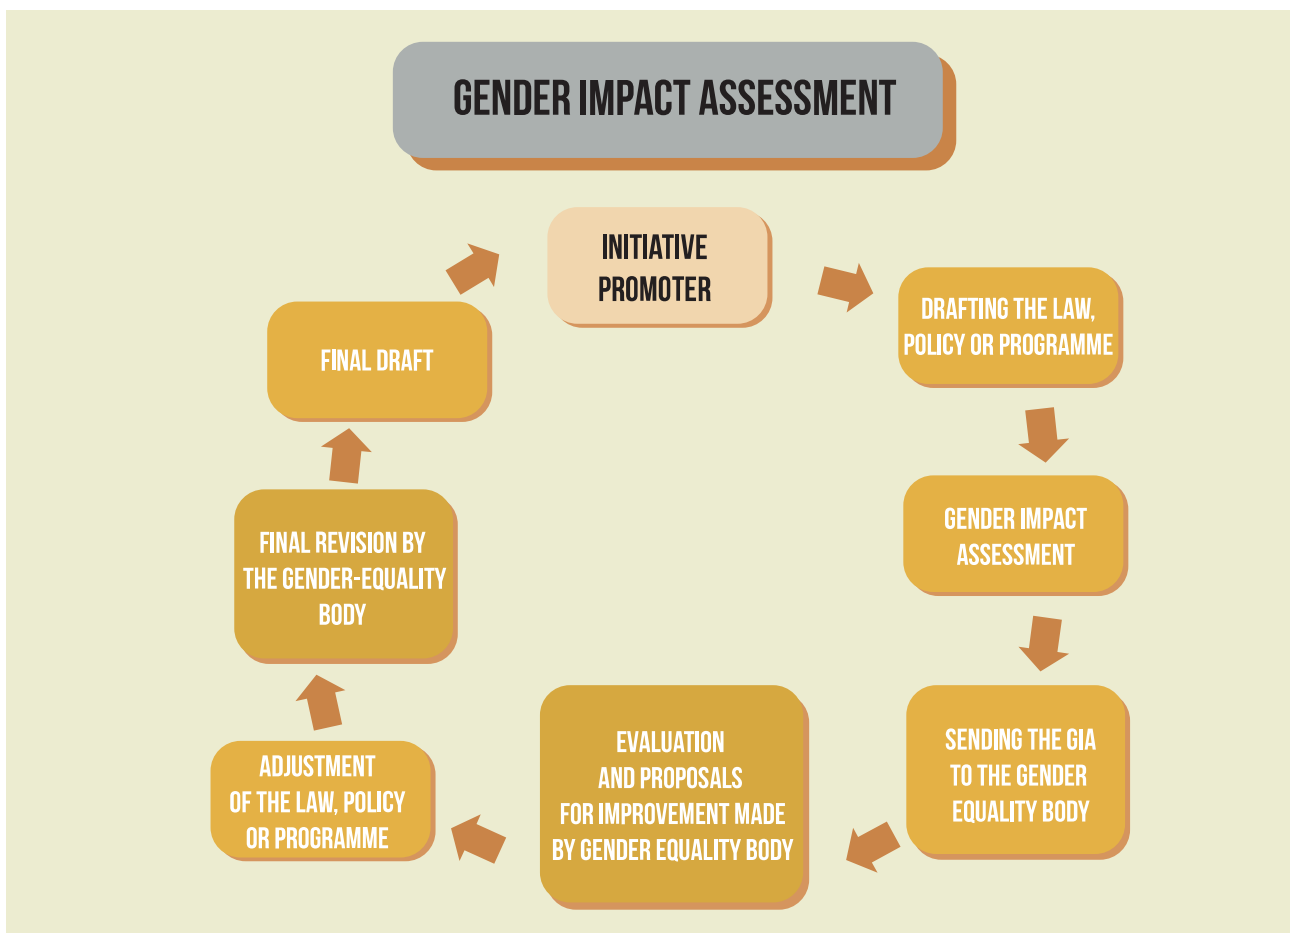 GENDER IMPACT ASSESSMENT
INITIATIVE
PROMOTER
DRAFTING THE LAW,
POLICY OR PROGRAMME
GENDER IMPACT
ASSESSMENT
SENDING THE GIA
TO THE GENDER
EQUALITY BODY
EVALUATION
AND PROPOSALS
FOR IMPROVEMENT MADE
BY GENDER EQUALITY BODY
ADJUSTMENT
OF THE LAW, POLICY
OR PROGRAMME
FINAL REVISION BY
THE GENDER-EQUALITY
BODY
FINAL DRAFT